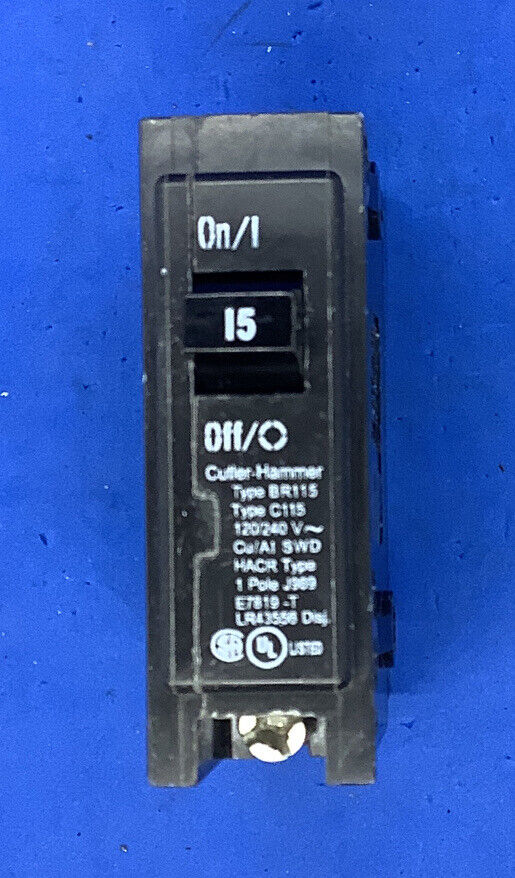 On/I
15
Off/O
Cutler-Hammer
Type BR115
Type C115
120/240 V~
Cu/Al SWD
HACR Type
1 Pole J969
E7819 -T
LR43556 Disj.
UL LISTED